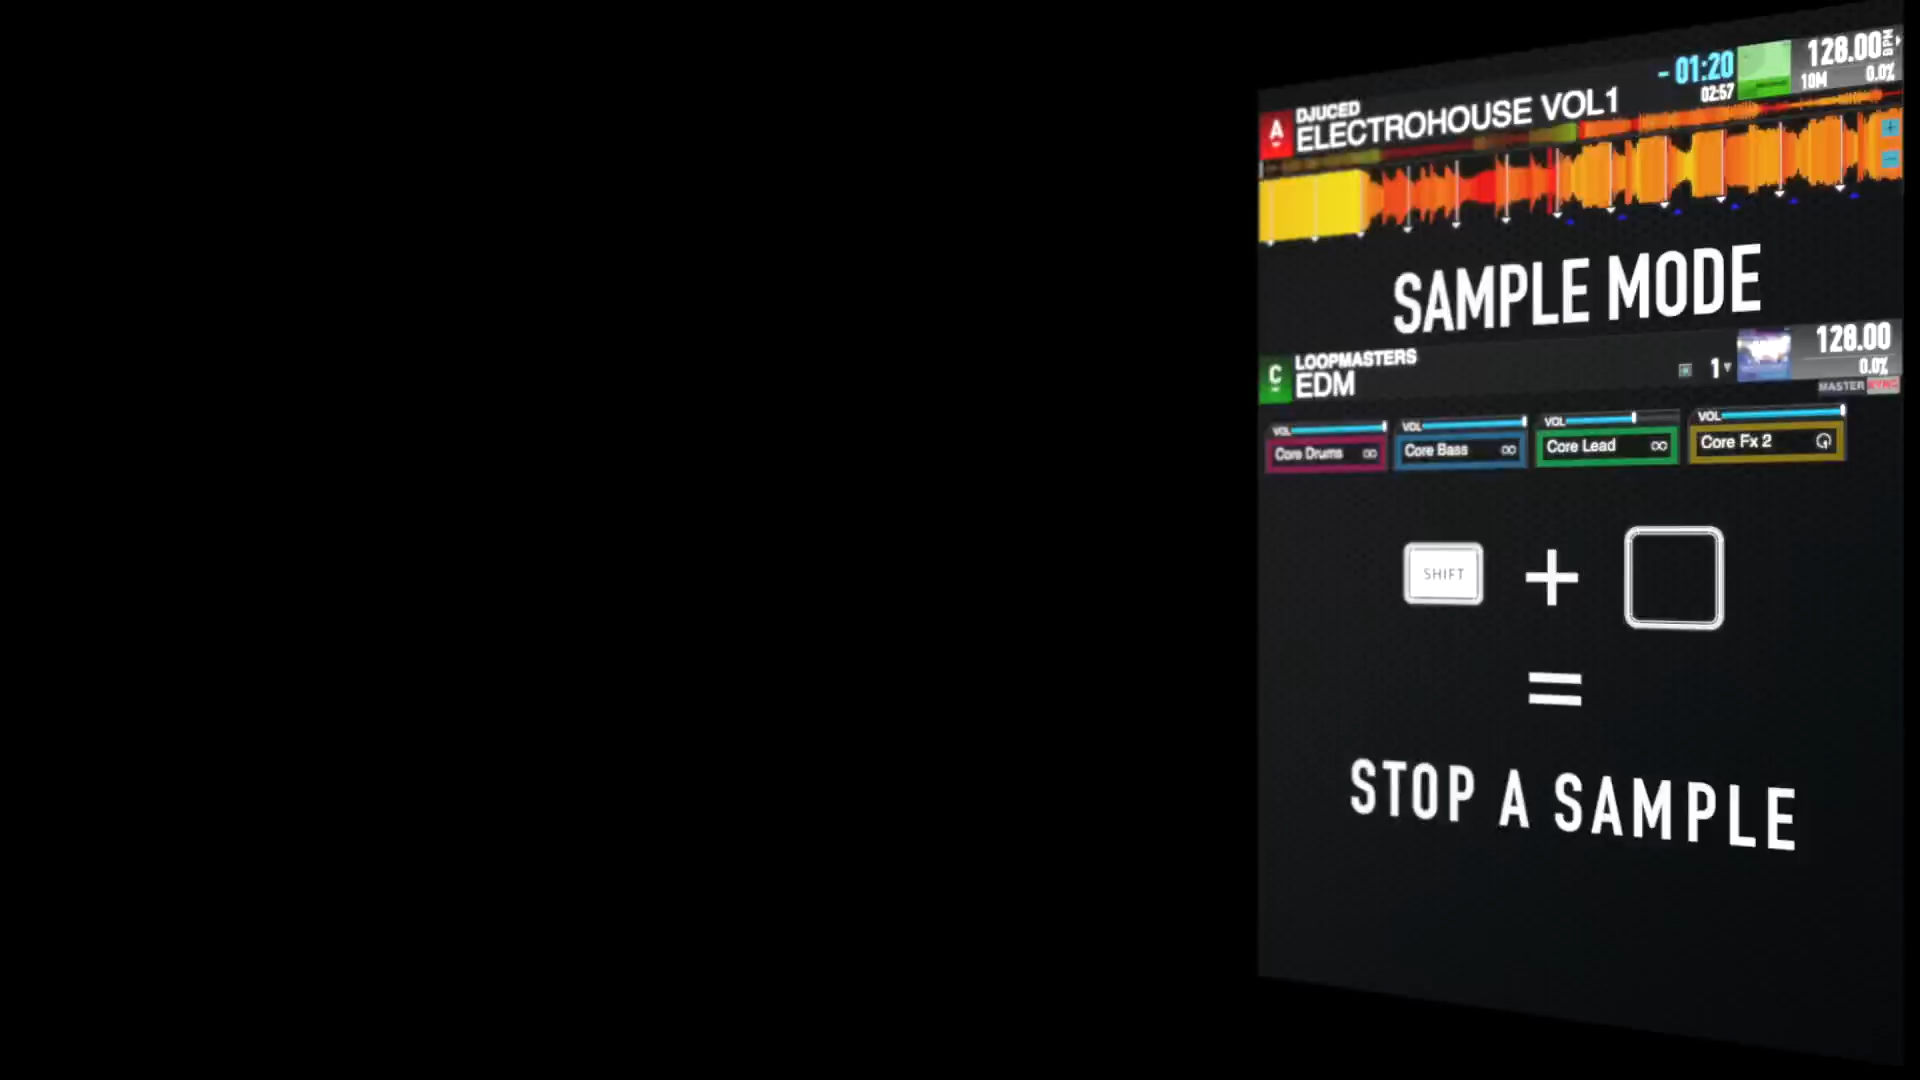 A
DJUCED
ELECTROHOUSE VOL1
- 01:20
02:57
128.00 BPM
10M 0.0%
SAMPLE MODE
C
LOOPMASTERS
EDM
1
128.00
0.0%
MASTER SYNC
VOL VOL VOL VOL
Core Drums Core Bass Core Lead Core Fx 2
SHIFT +
=
STOP A SAMPLE